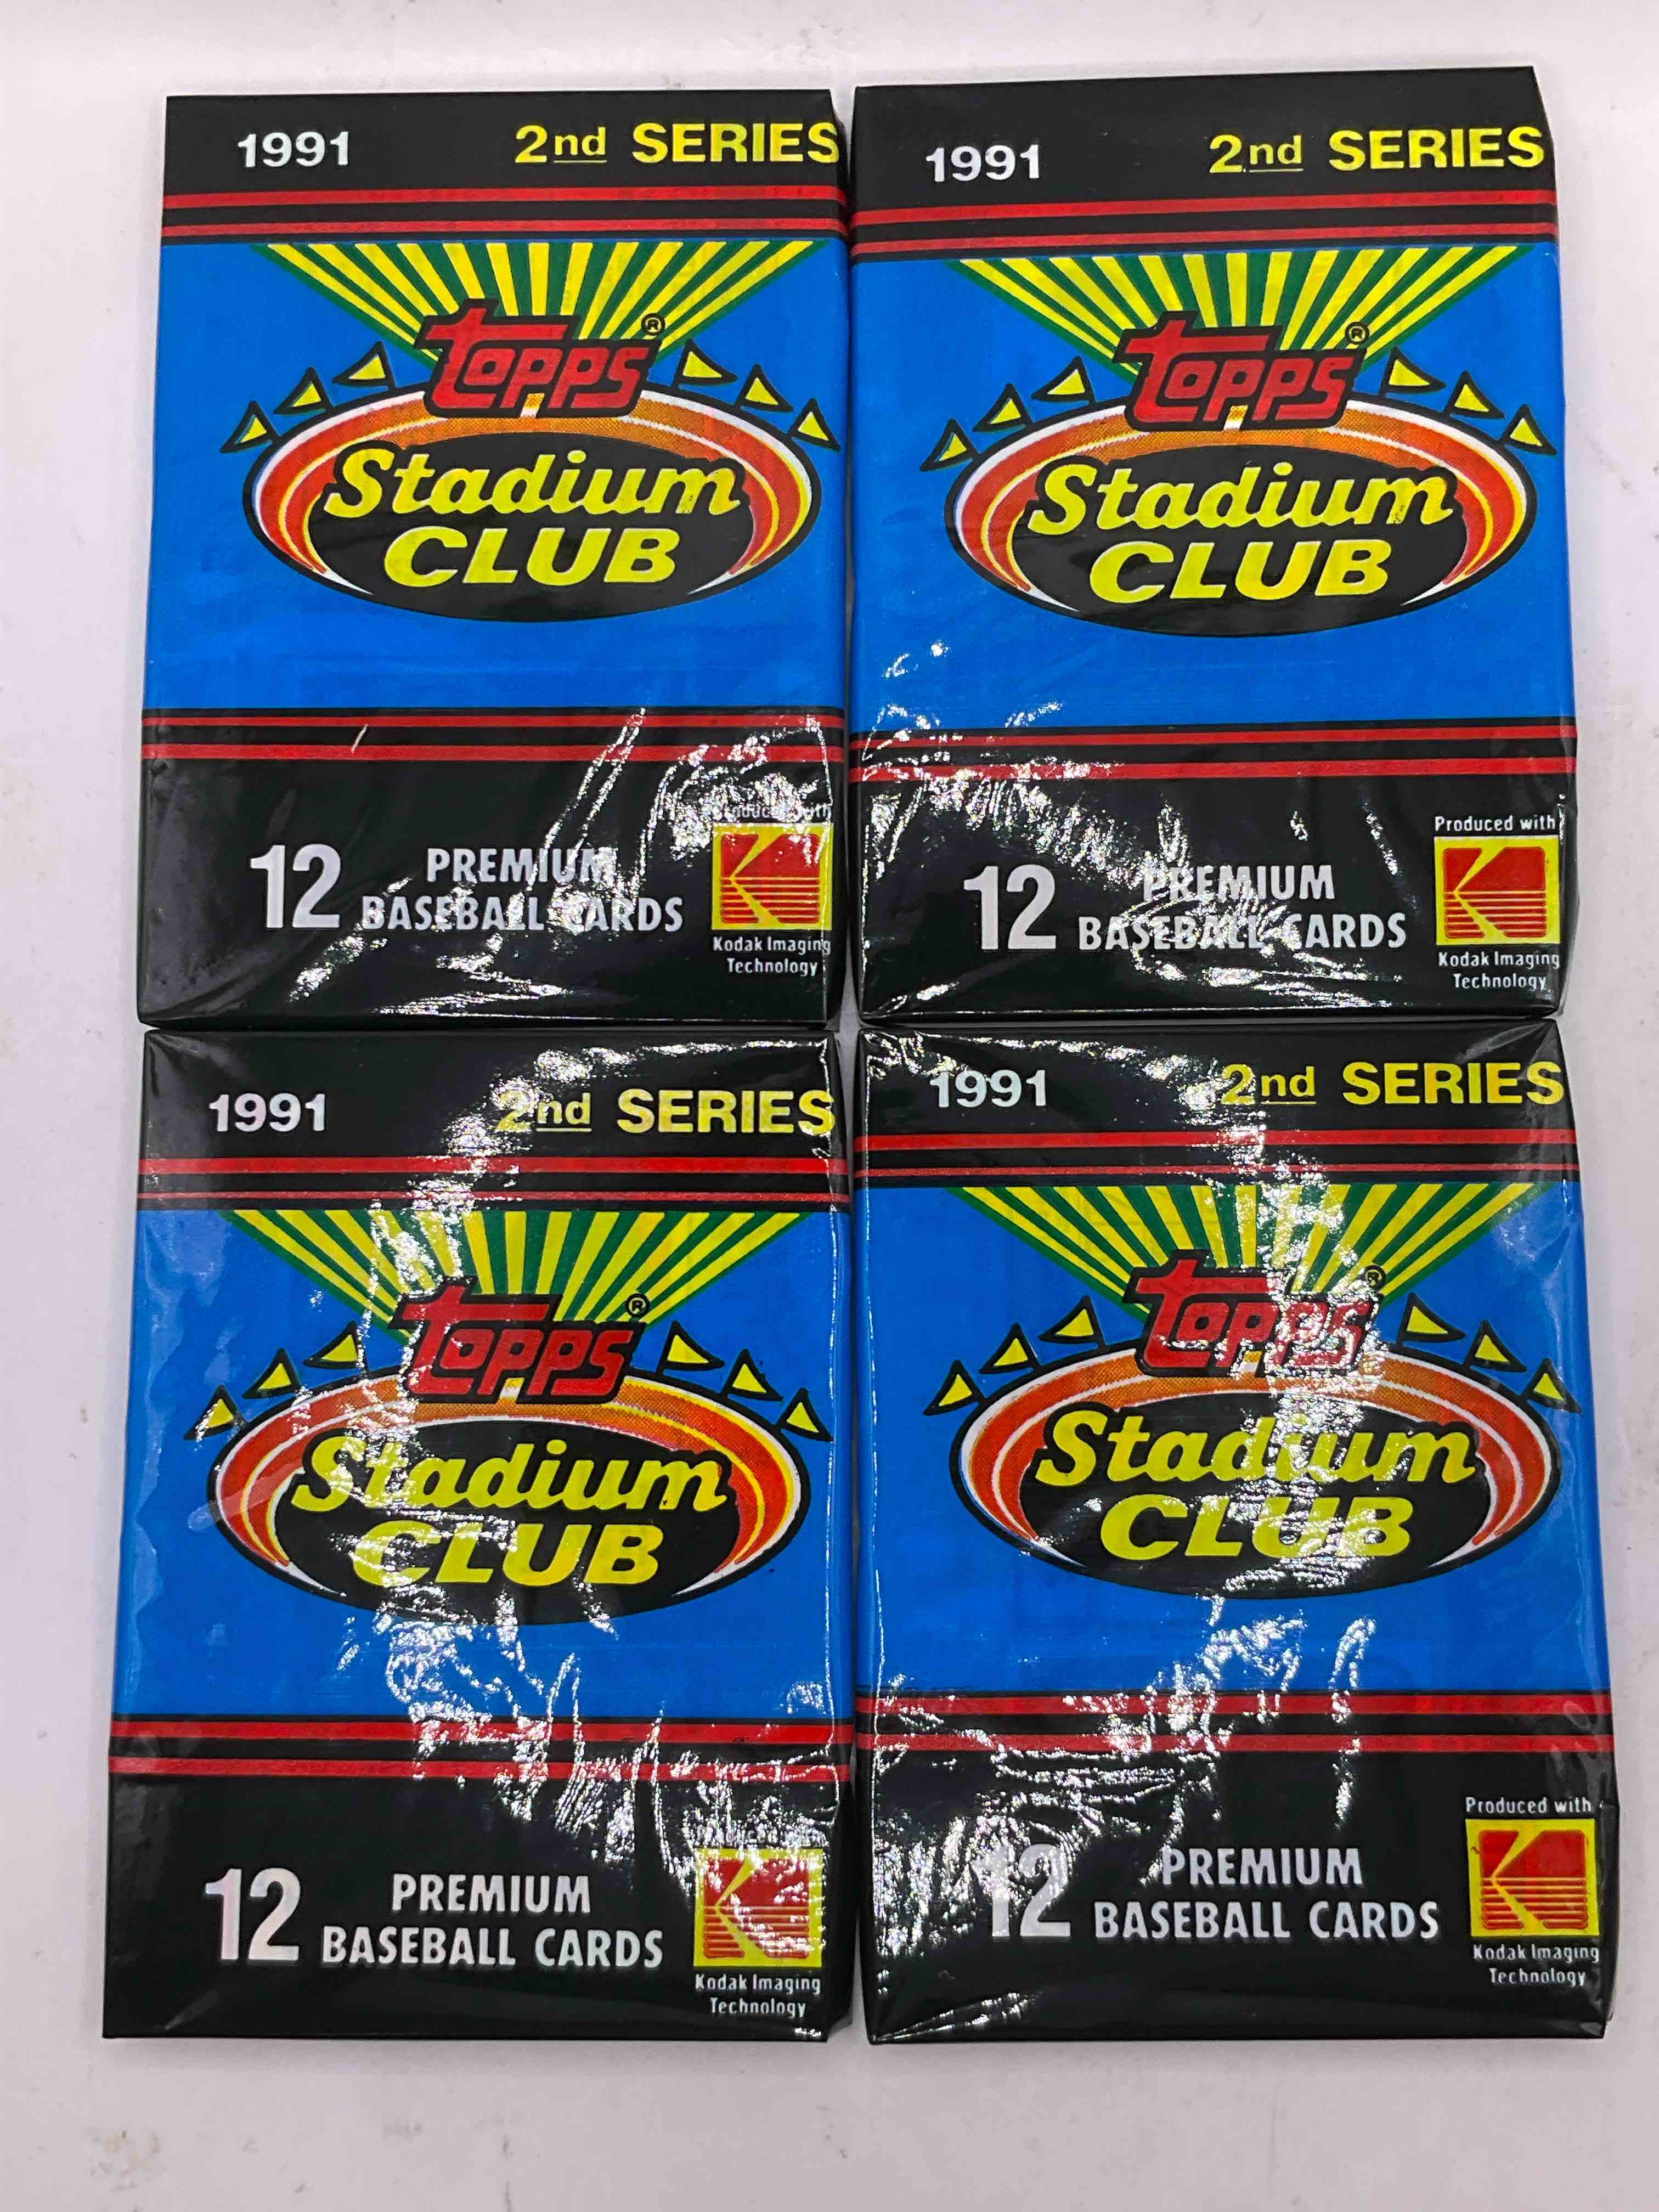 1991 2nd SERIES
topps®
Stadium
CLUB
Produced with
12 PREMIUM
BASEBALL CARDS
Kodak Imaging
Technology
1991 2nd SERIES
topps®
Stadium
CLUB
Produced with
12 PREMIUM
BASEBALL CARDS
Kodak Imaging
Technology
1991 2nd SERIES
topps®
Stadium
CLUB
12 PREMIUM
BASEBALL CARDS
Kodak Imaging
Technology
1991 2nd SERIES
topps®
Stadium
CLUB
Produced with
12 PREMIUM
BASEBALL CARDS
Kodak Imaging
Technology